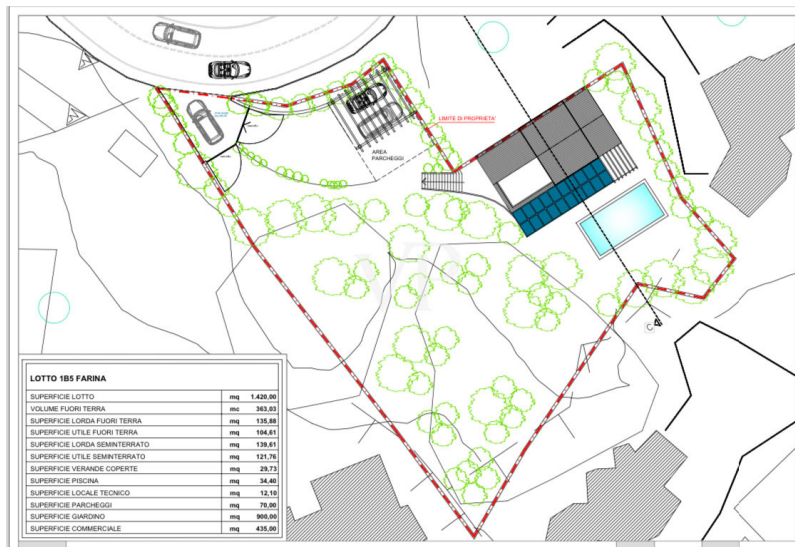 LIMITE DI PROPRIETA'
AREA
PARCHEGGI
VP
C
LOTTO 1B5 FARINA
SUPERFICIE LOTTO mq 1.420,00
VOLUME FUORI TERRA mc 363,03
SUPERFICIE LORDA FUORI TERRA mq 135,88
SUPERFICIE UTILE FUORI TERRA mq 104,61
SUPERFICIE LORDA SEMINTERRATO mq 139,61
SUPERFICIE UTILE SEMINTERRATO mq 121,76
SUPERFICIE VERANDE COPERTE mq 29,73
SUPERFICIE PISCINA mq 34,40
SUPERFICIE LOCALE TECNICO mq 12,10
SUPERFICIE PARCHEGGI mq 70,00
SUPERFICIE GIARDINO mq 900,00
SUPERFICIE COMMERCIALE mq 435,00